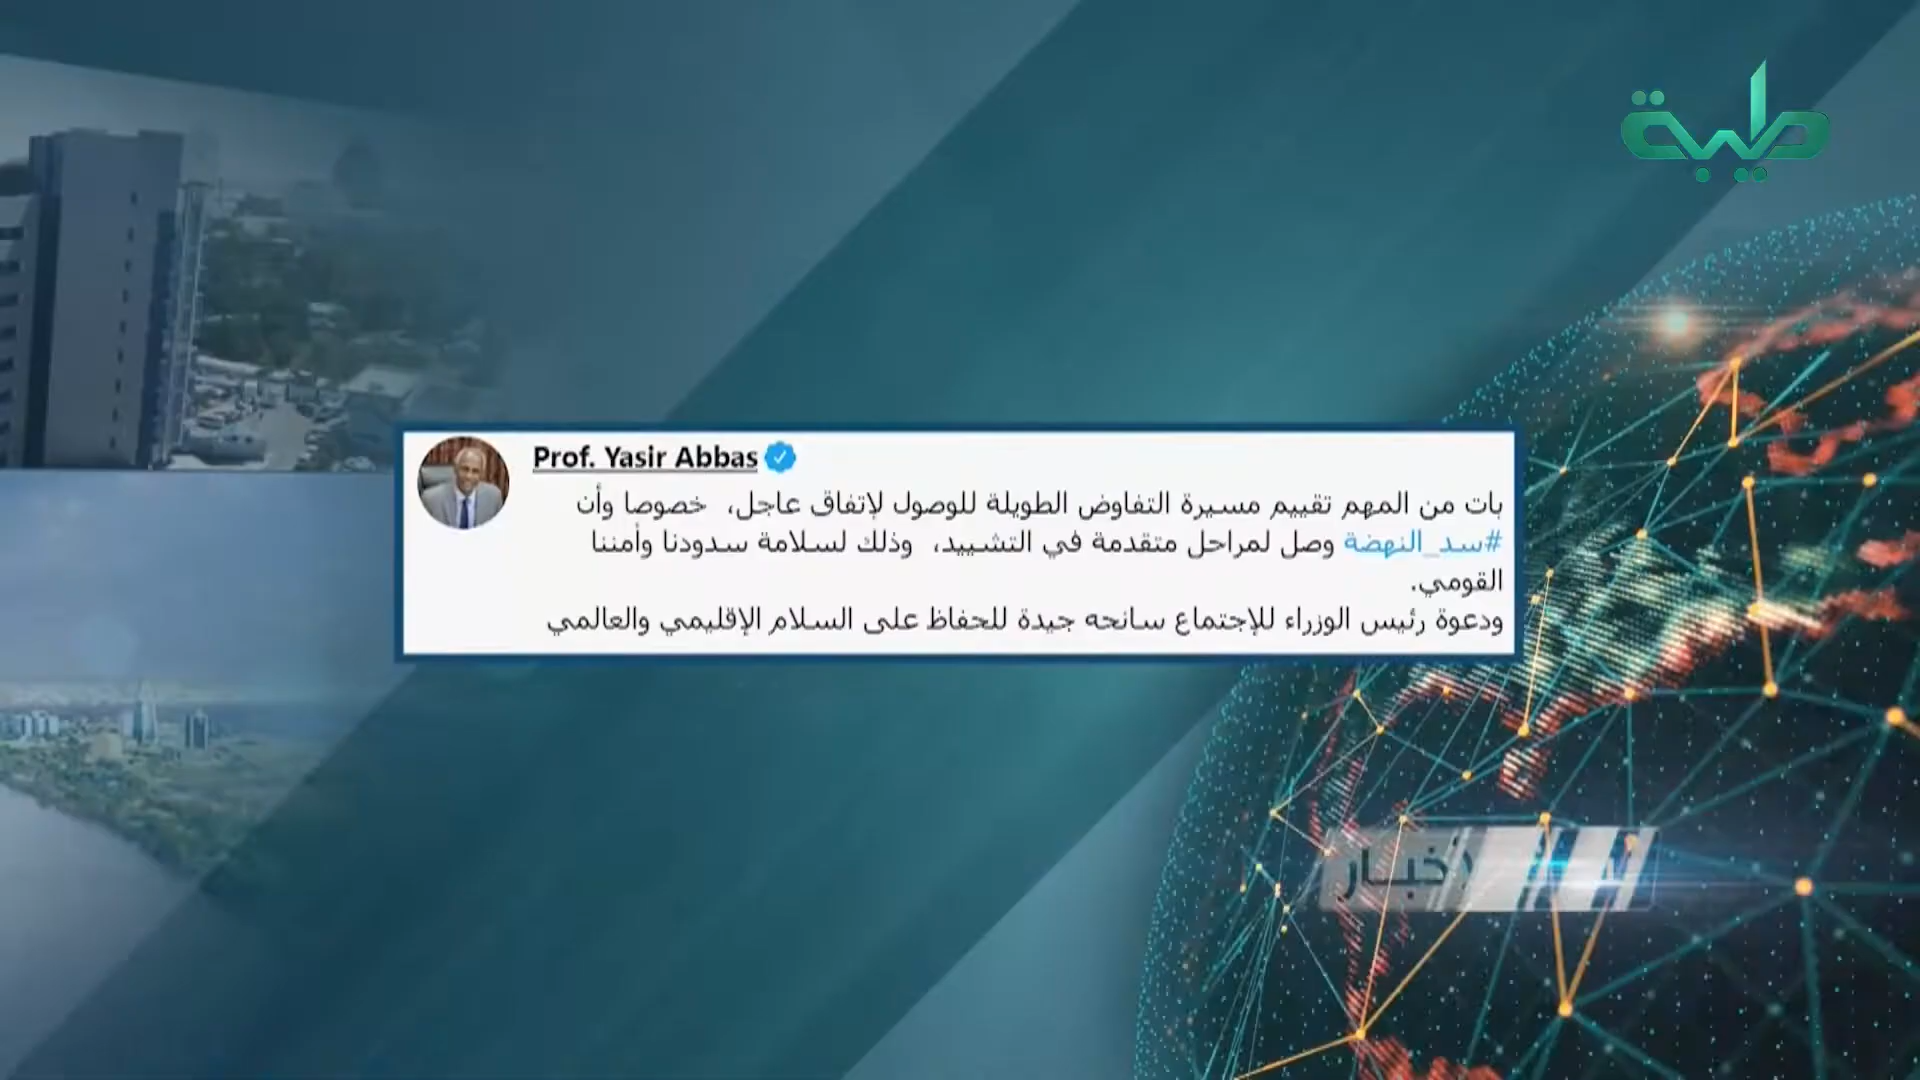 طيبة
Prof. Yasir Abbas
بات من المهم تقييم مسيرة التفاوض الطويلة للوصول لإتفاق عاجل، خصوصا وأن
#سد_النهضة وصل لمراحل متقدمة في التشييد، وذلك لسلامة سدودنا وأمننا
القومي.
ودعوة رئيس الوزراء للإجتماع سانحه جيدة للحفاظ على السلام الإقليمي والعالمي